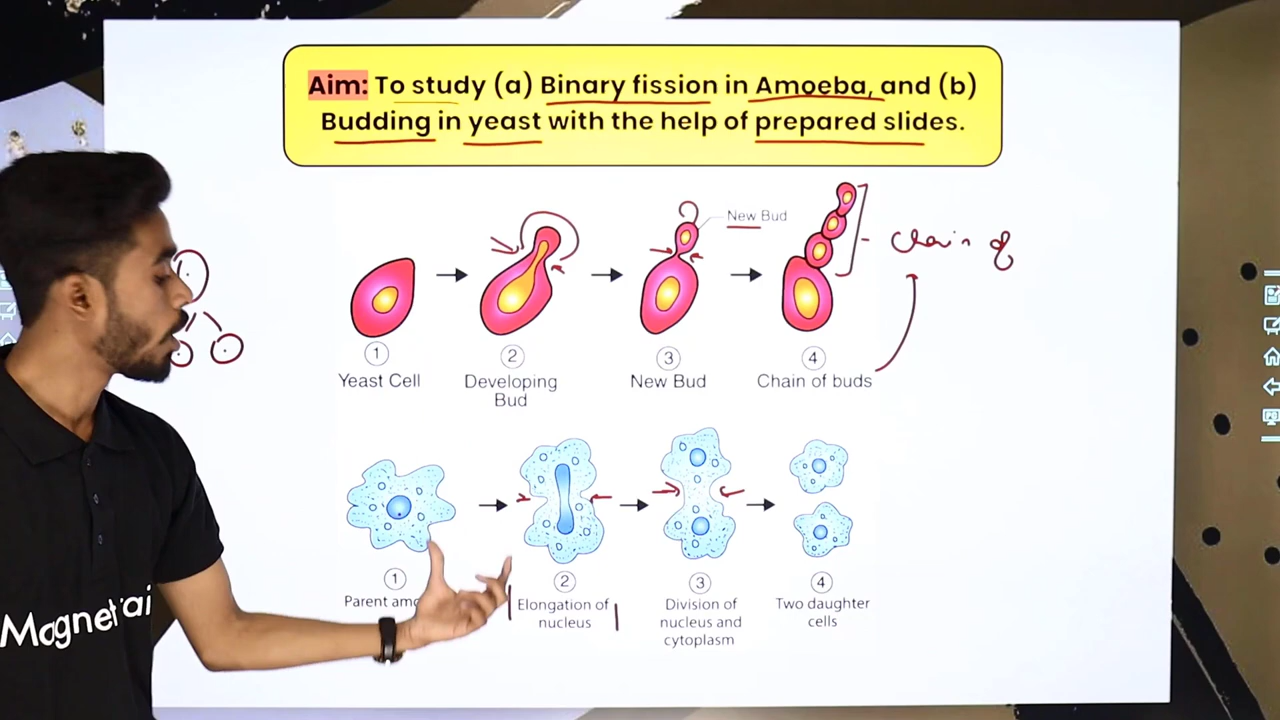 Aim: To study (a) Binary fission in Amoeba, and (b)
Budding in yeast with the help of prepared slides.
New Bud
chain of
1
2
3
4
Yeast Cell
Developing
Bud
New Bud
Chain of buds
1
2
3
4
Parent
Elongation of
nucleus
Division of
nucleus and
cytoplasm
Two daughter
cells